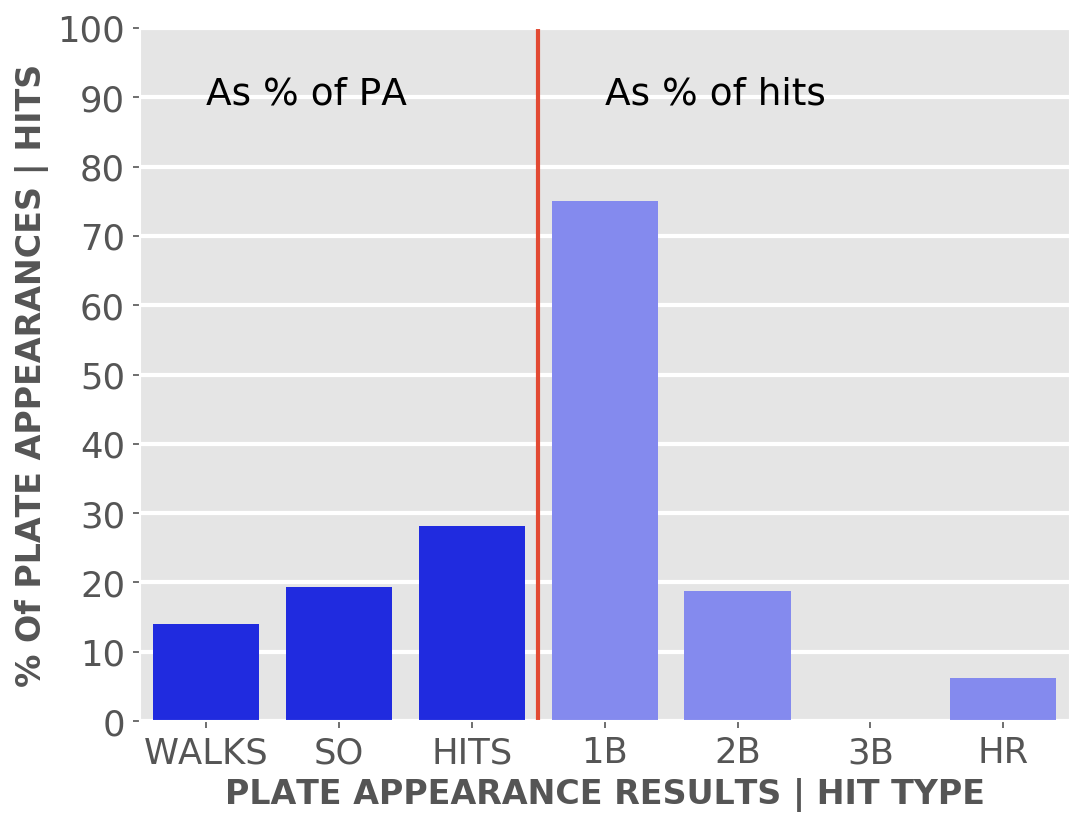 100
90
80
70
60
50
40
30
20
10
0
% Of PLATE APPEARANCES | HITS
As % of PA
As % of hits
WALKS SO HITS 1B 2B 3B HR
PLATE APPEARANCE RESULTS | HIT TYPE